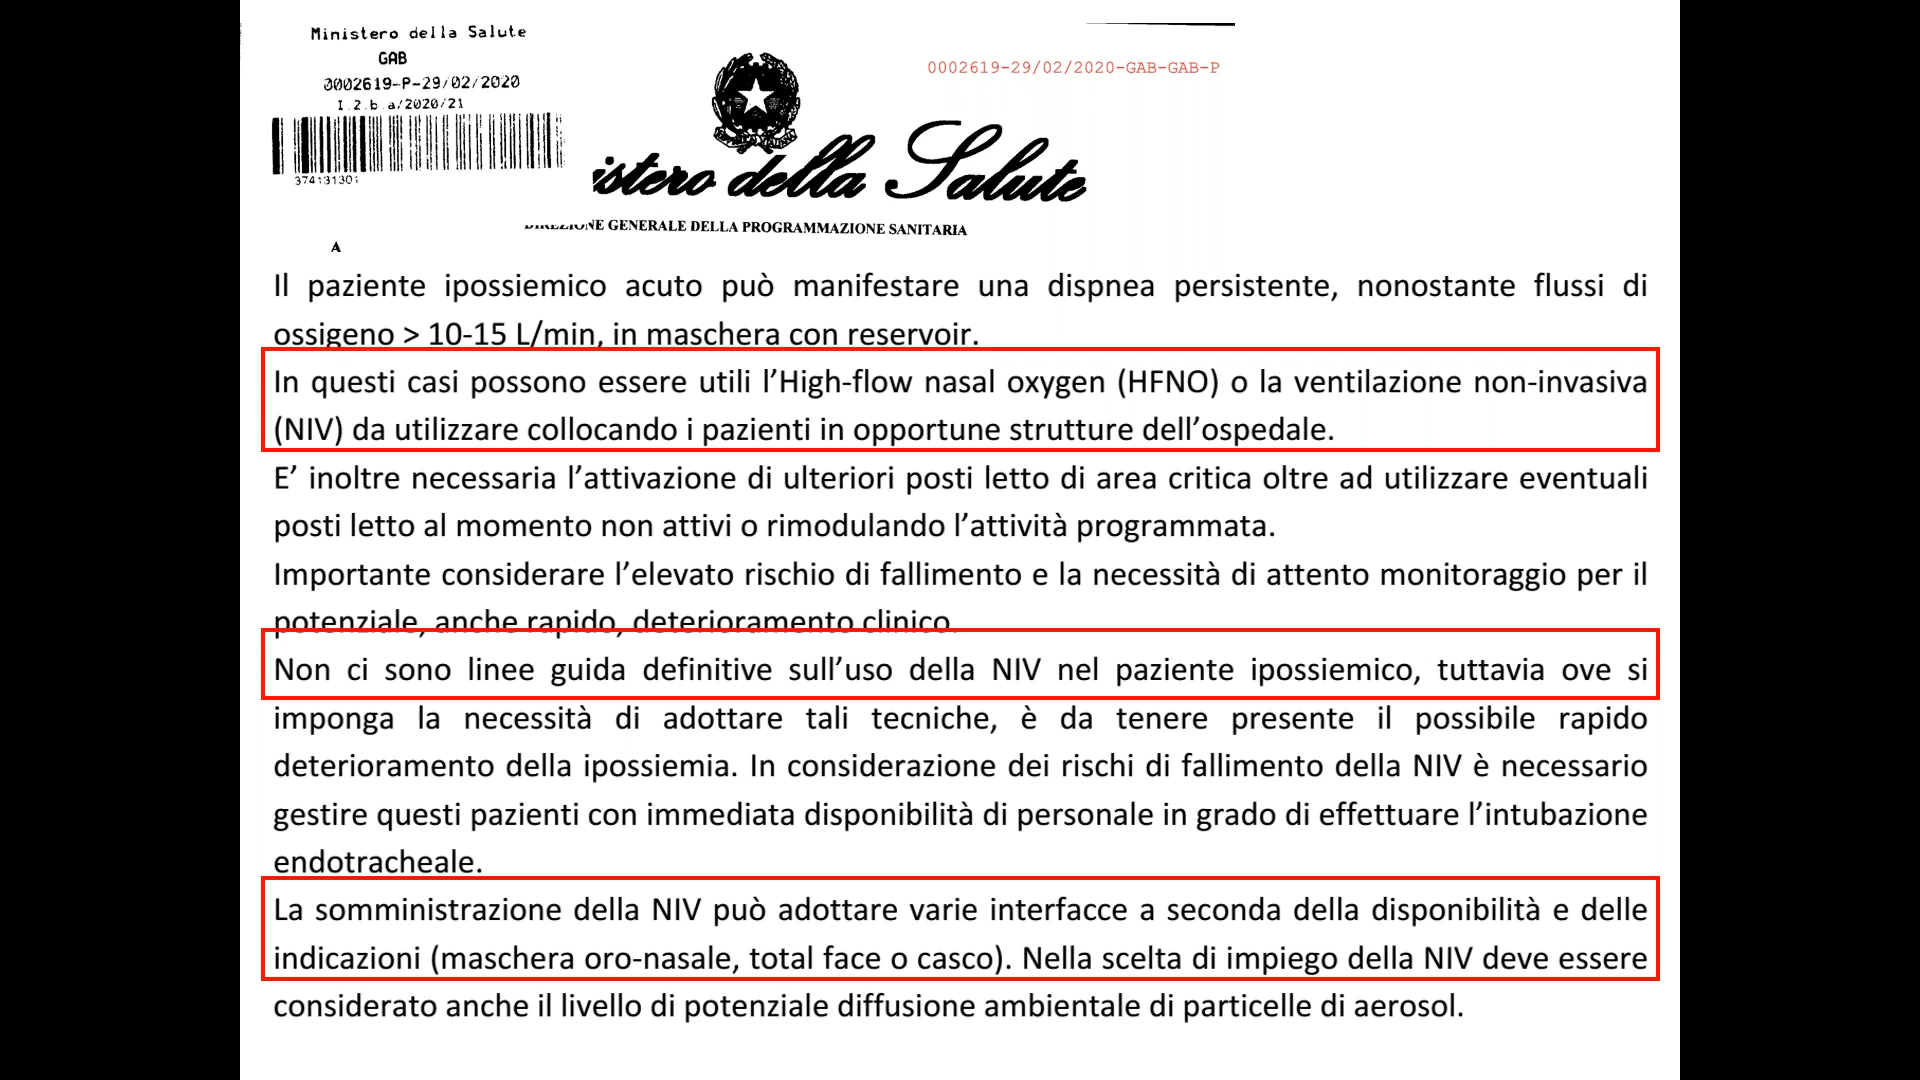 Ministero della Salute
GAB
0002619-P-29/02/2020
I.2.b.a/2020/21
374131301
0002619-29/02/2020-GAB-GAB-P
istero della Salute
DIREZIONE GENERALE DELLA PROGRAMMAZIONE SANITARIA
A
Il paziente ipossiemico acuto può manifestare una dispnea persistente, nonostante flussi di
ossigeno > 10-15 L/min, in maschera con reservoir.
In questi casi possono essere utili l’High-flow nasal oxygen (HFNO) o la ventilazione non-invasiva
(NIV) da utilizzare collocando i pazienti in opportune strutture dell’ospedale.
E’ inoltre necessaria l’attivazione di ulteriori posti letto di area critica oltre ad utilizzare eventuali
posti letto al momento non attivi o rimodulando l’attività programmata.
Importante considerare l’elevato rischio di fallimento e la necessità di attento monitoraggio per il
potenziale, anche rapido, deterioramento clinico.
Non ci sono linee guida definitive sull’uso della NIV nel paziente ipossiemico, tuttavia ove si
imponga la necessità di adottare tali tecniche, è da tenere presente il possibile rapido
deterioramento della ipossiemia. In considerazione dei rischi di fallimento della NIV è necessario
gestire questi pazienti con immediata disponibilità di personale in grado di effettuare l’intubazione
endotracheale.
La somministrazione della NIV può adottare varie interfacce a seconda della disponibilità e delle
indicazioni (maschera oro-nasale, total face o casco). Nella scelta di impiego della NIV deve essere
considerato anche il livello di potenziale diffusione ambientale di particelle di aerosol.